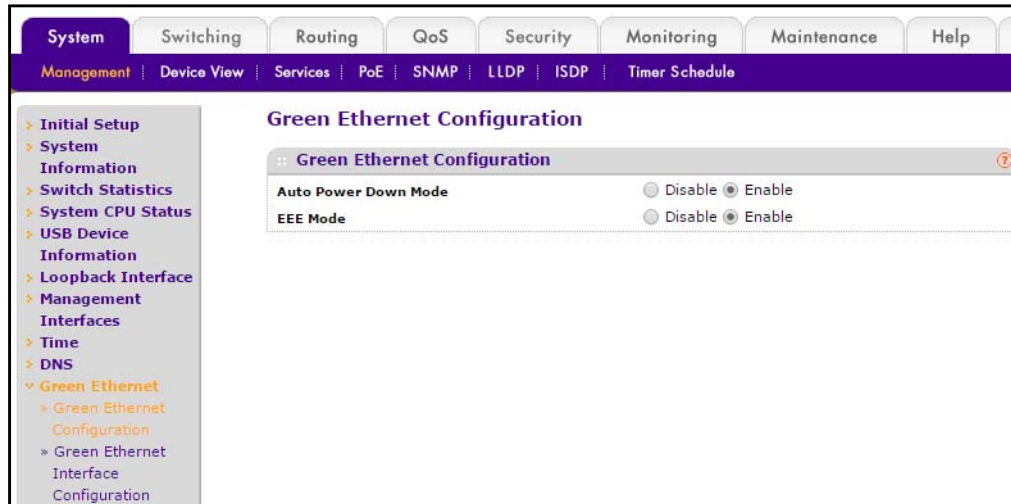 System Switching Routing QoS Security Monitoring Maintenance Help
Management Device View Services PoE SNMP LLDP ISDP Timer Schedule
Initial Setup
System
Information
Switch Statistics
System CPU Status
USB Device
Information
Loopback Interface
Management
Interfaces
Time
DNS
Green Ethernet
» Green Ethernet
Configuration
» Green Ethernet
Interface
Configuration
Green Ethernet Configuration
Green Ethernet Configuration ?
Auto Power Down Mode Disable Enable
EEE Mode Disable Enable